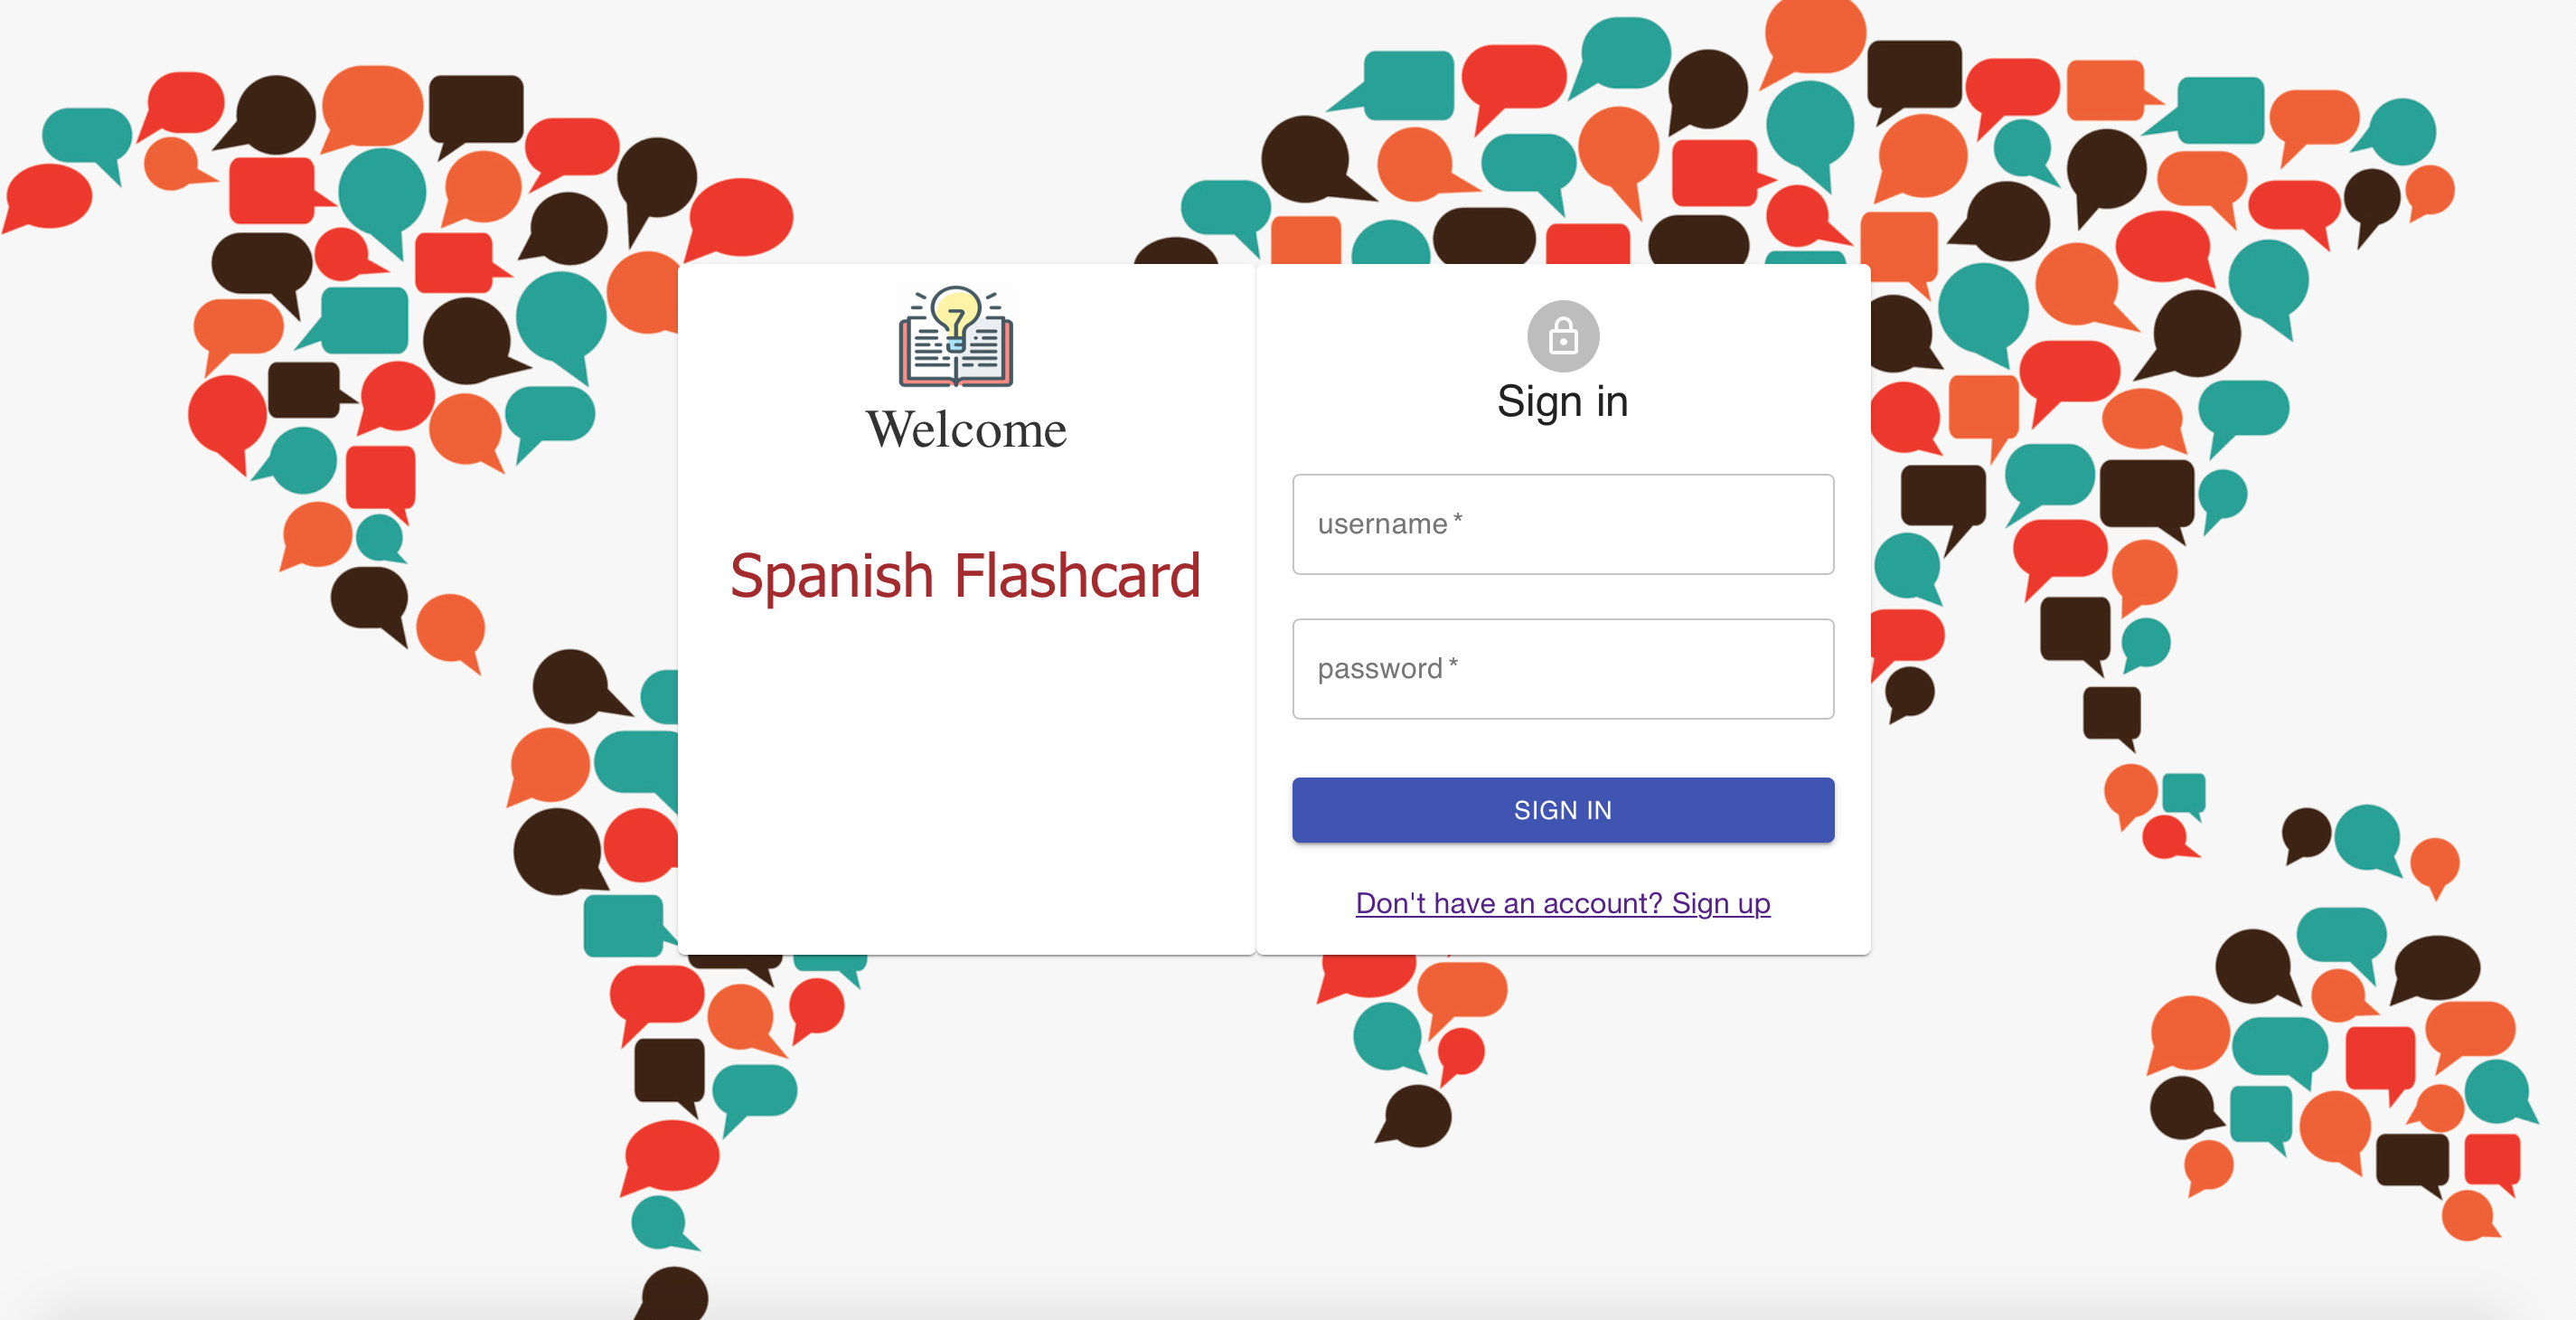 Welcome
Spanish Flashcard
Sign in
username *
password *
SIGN IN
Don't have an account? Sign up